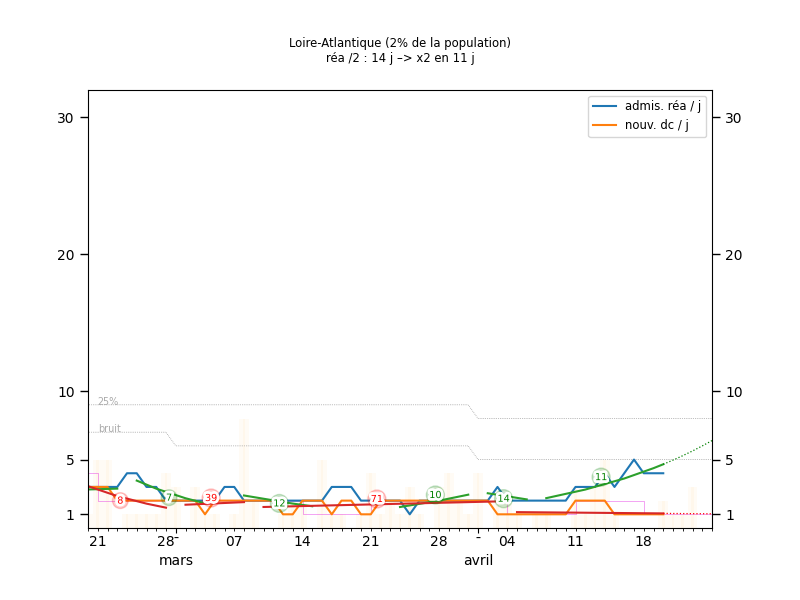 Loire-Atlantique (2% de la population)
réa /2 : 14 j –> x2 en 11 j
admis. réa / j
nouv. dc / j
30 30
20 20
10 10
25%
bruit
5 5
8 7 39 12 71 10 14 11
1 1
21 28 - 07 14 21 28 - 04 11 18
mars avril